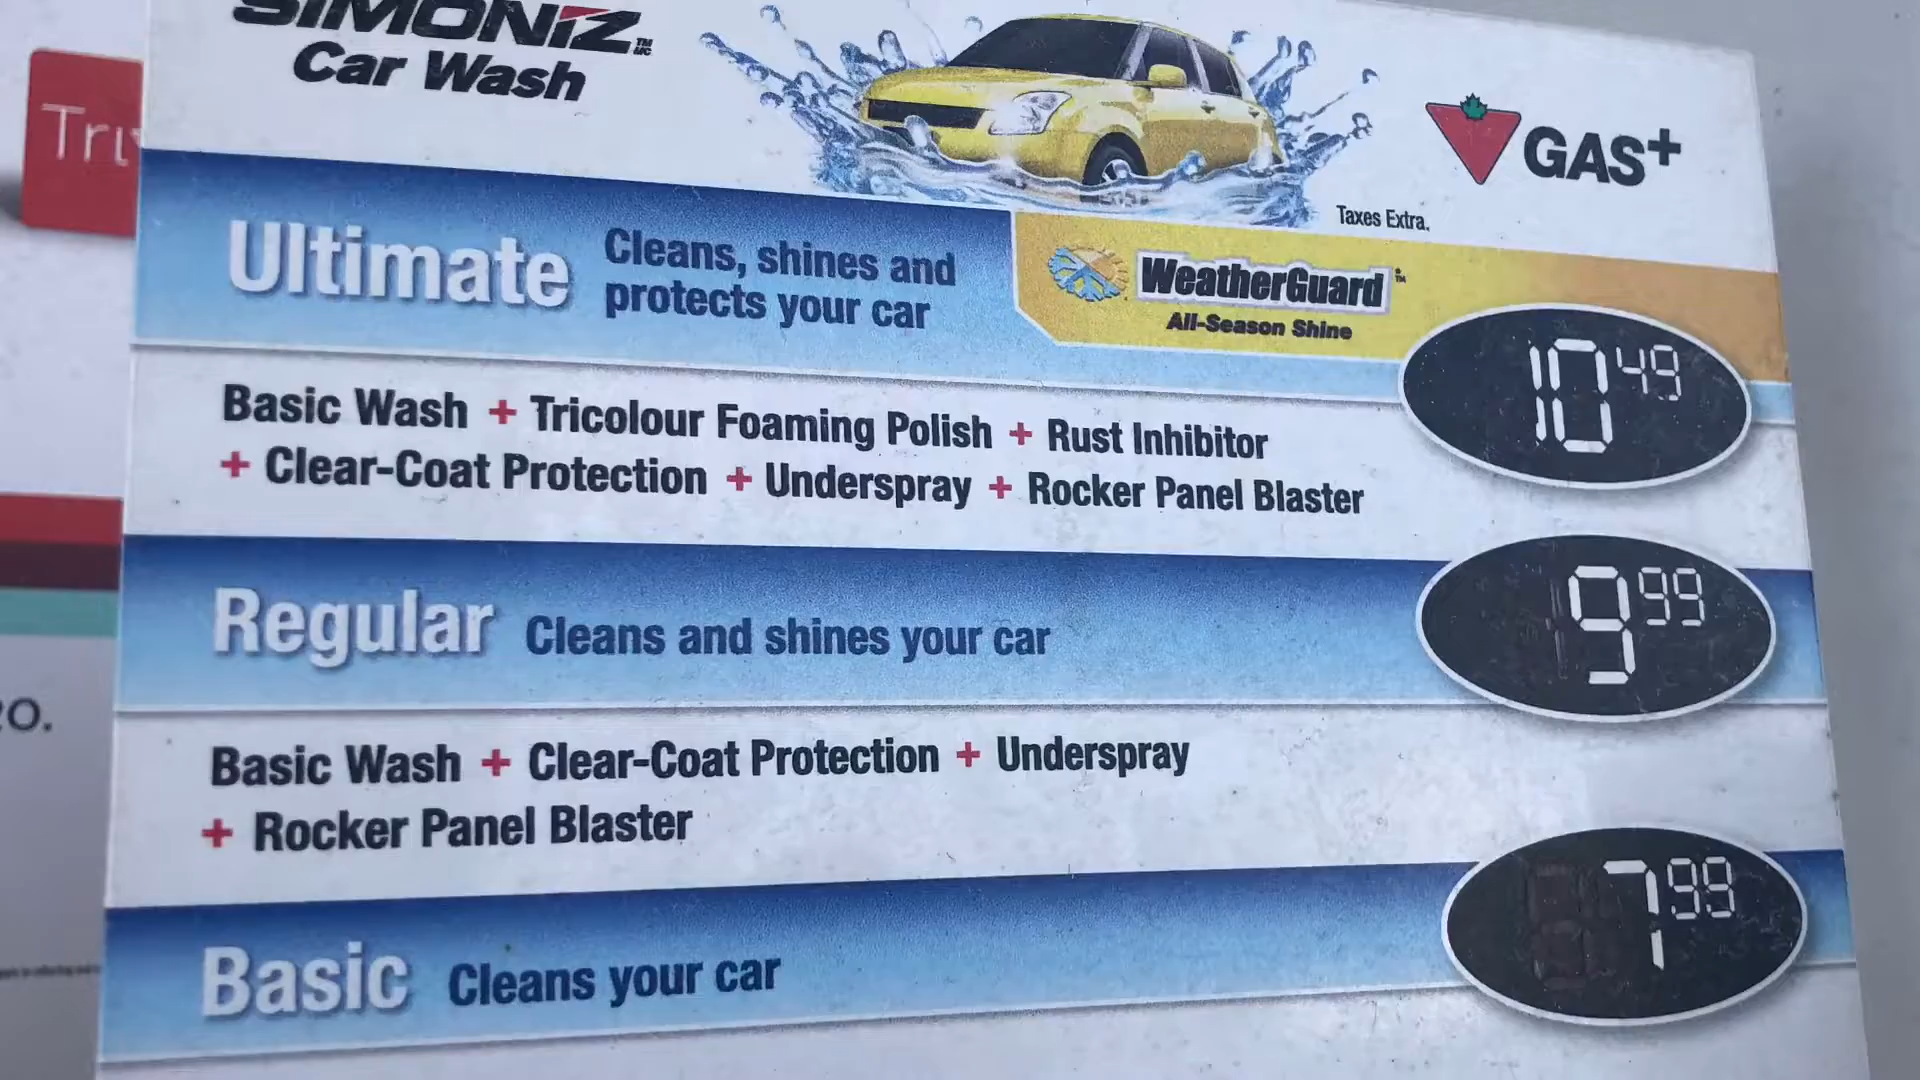 SIMONIZ TM MC
Car Wash
GAS+
Taxes Extra.
Ultimate
Cleans, shines and
protects your car
WeatherGuard
All-Season Shine
10 49
Basic Wash + Tricolour Foaming Polish + Rust Inhibitor
+ Clear-Coat Protection + Underspray + Rocker Panel Blaster
Regular Cleans and shines your car
9 99
Basic Wash + Clear-Coat Protection + Underspray
+ Rocker Panel Blaster
Basic Cleans your car
7 99